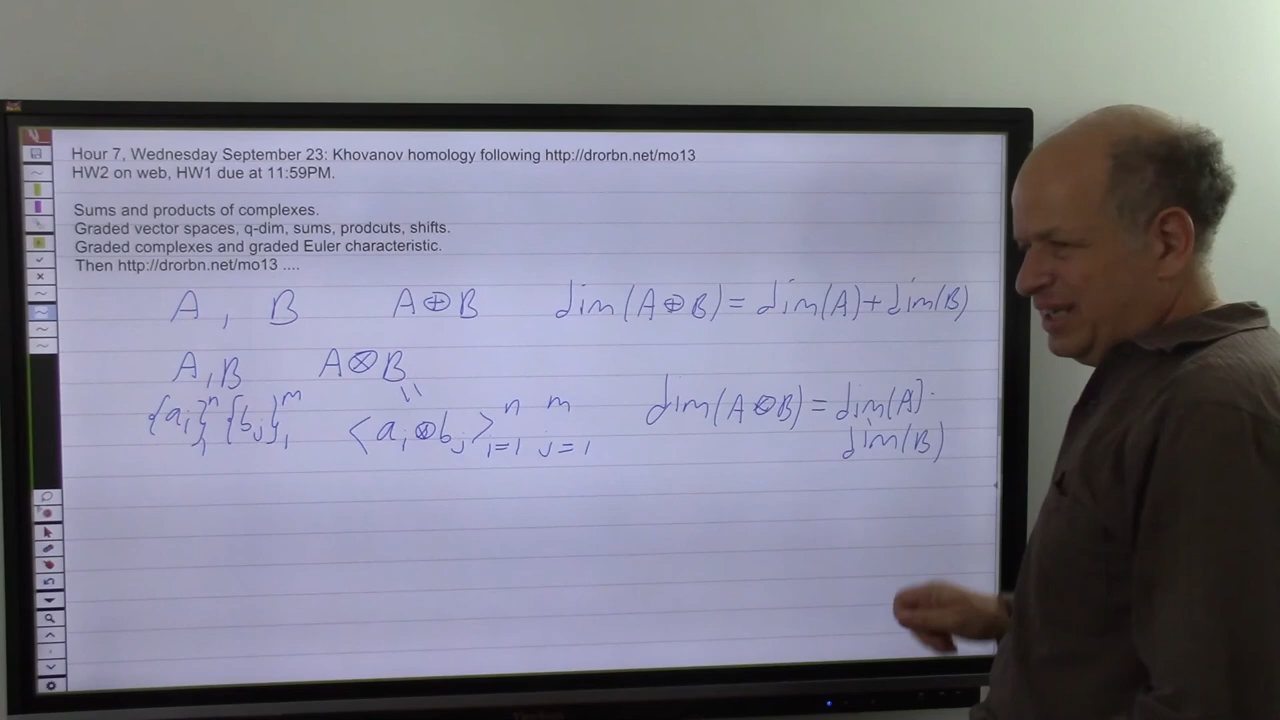 Hour 7, Wednesday September 23: Khovanov homology following http://drorbn.net/mo13
HW2 on web, HW1 due at 11:59PM.
Sums and products of complexes.
Graded vector spaces, q-dim, sums, prodcuts, shifts.
Graded complexes and graded Euler characteristic.
Then http://drorbn.net/mo13 ....
A , B A⊕B dim(A⊕B)=dim(A)+dim(B)
A,B A⊗B
{a_i}_1^n {b_j}_1^m = <a_i⊗b_j>_{i=1}^n _{j=1}^m dim(A⊗B)=dim(A)·
dim(B)